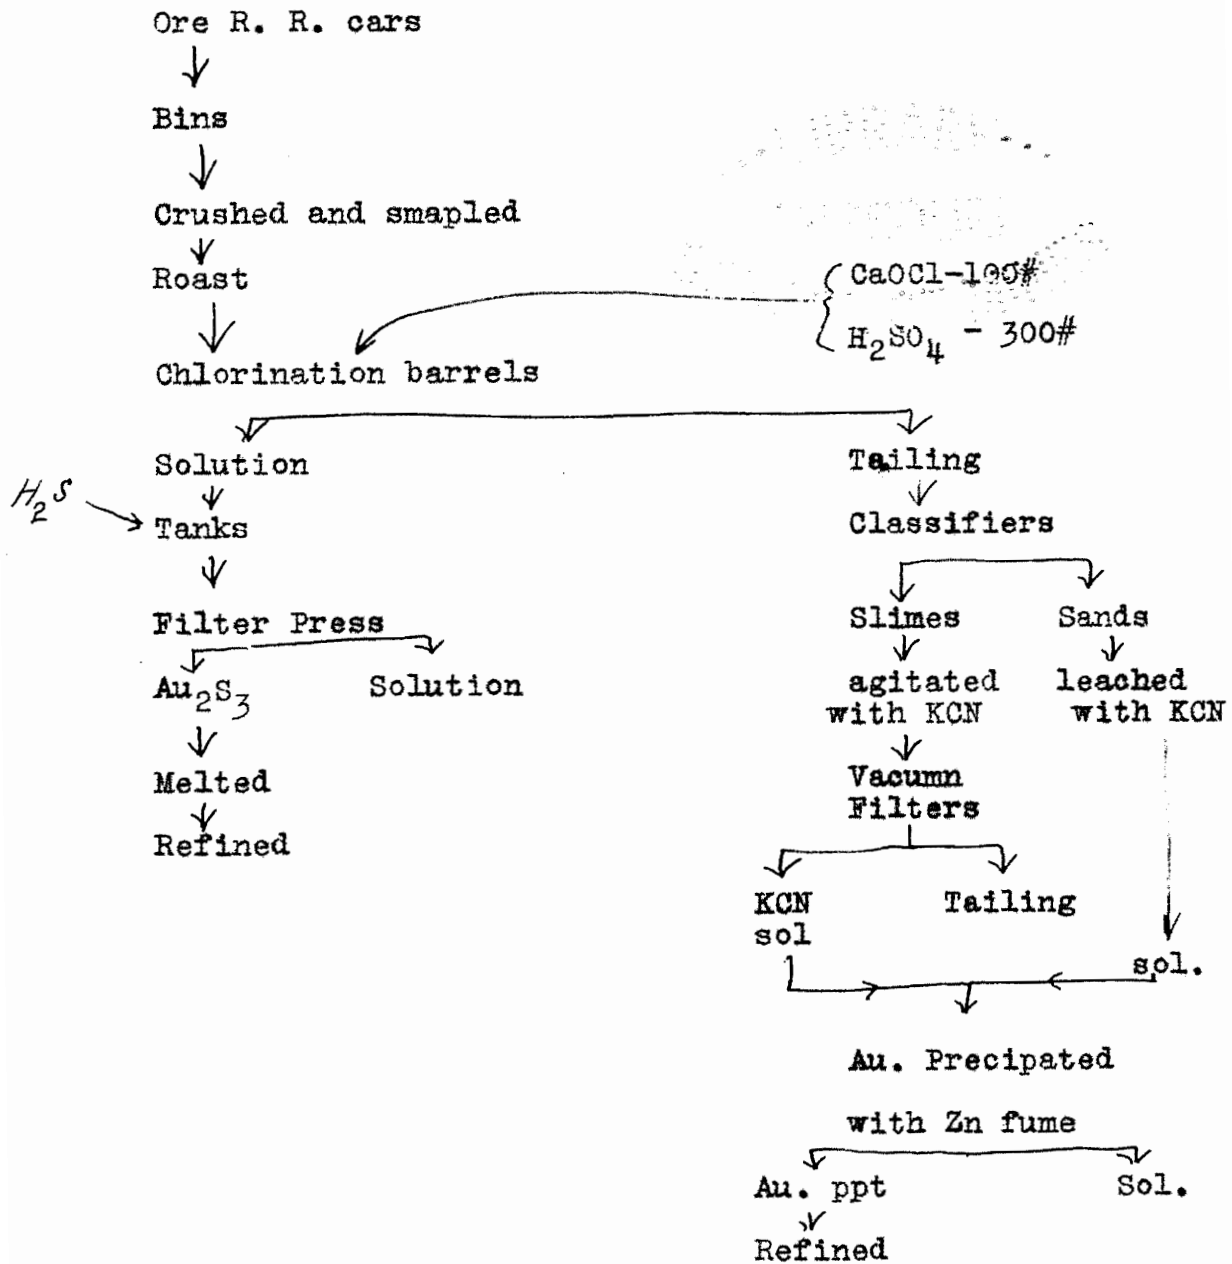 Ore R. R. cars
Bins
Crushed and smapled
Roast
CaOCl-100#
H₂SO₄ - 300#
Chlorination barrels
Solution
Tailing
H₂S
Tanks
Classifiers
Filter Press
Slimes
Sands
Au₂S₃
Solution
agitated
with KCN
leached
with KCN
Melted
Vacumn
Filters
Refined
KCN
sol
Tailing
sol.
Au. Precipated
with Zn fume
Au. ppt
Sol.
Refined